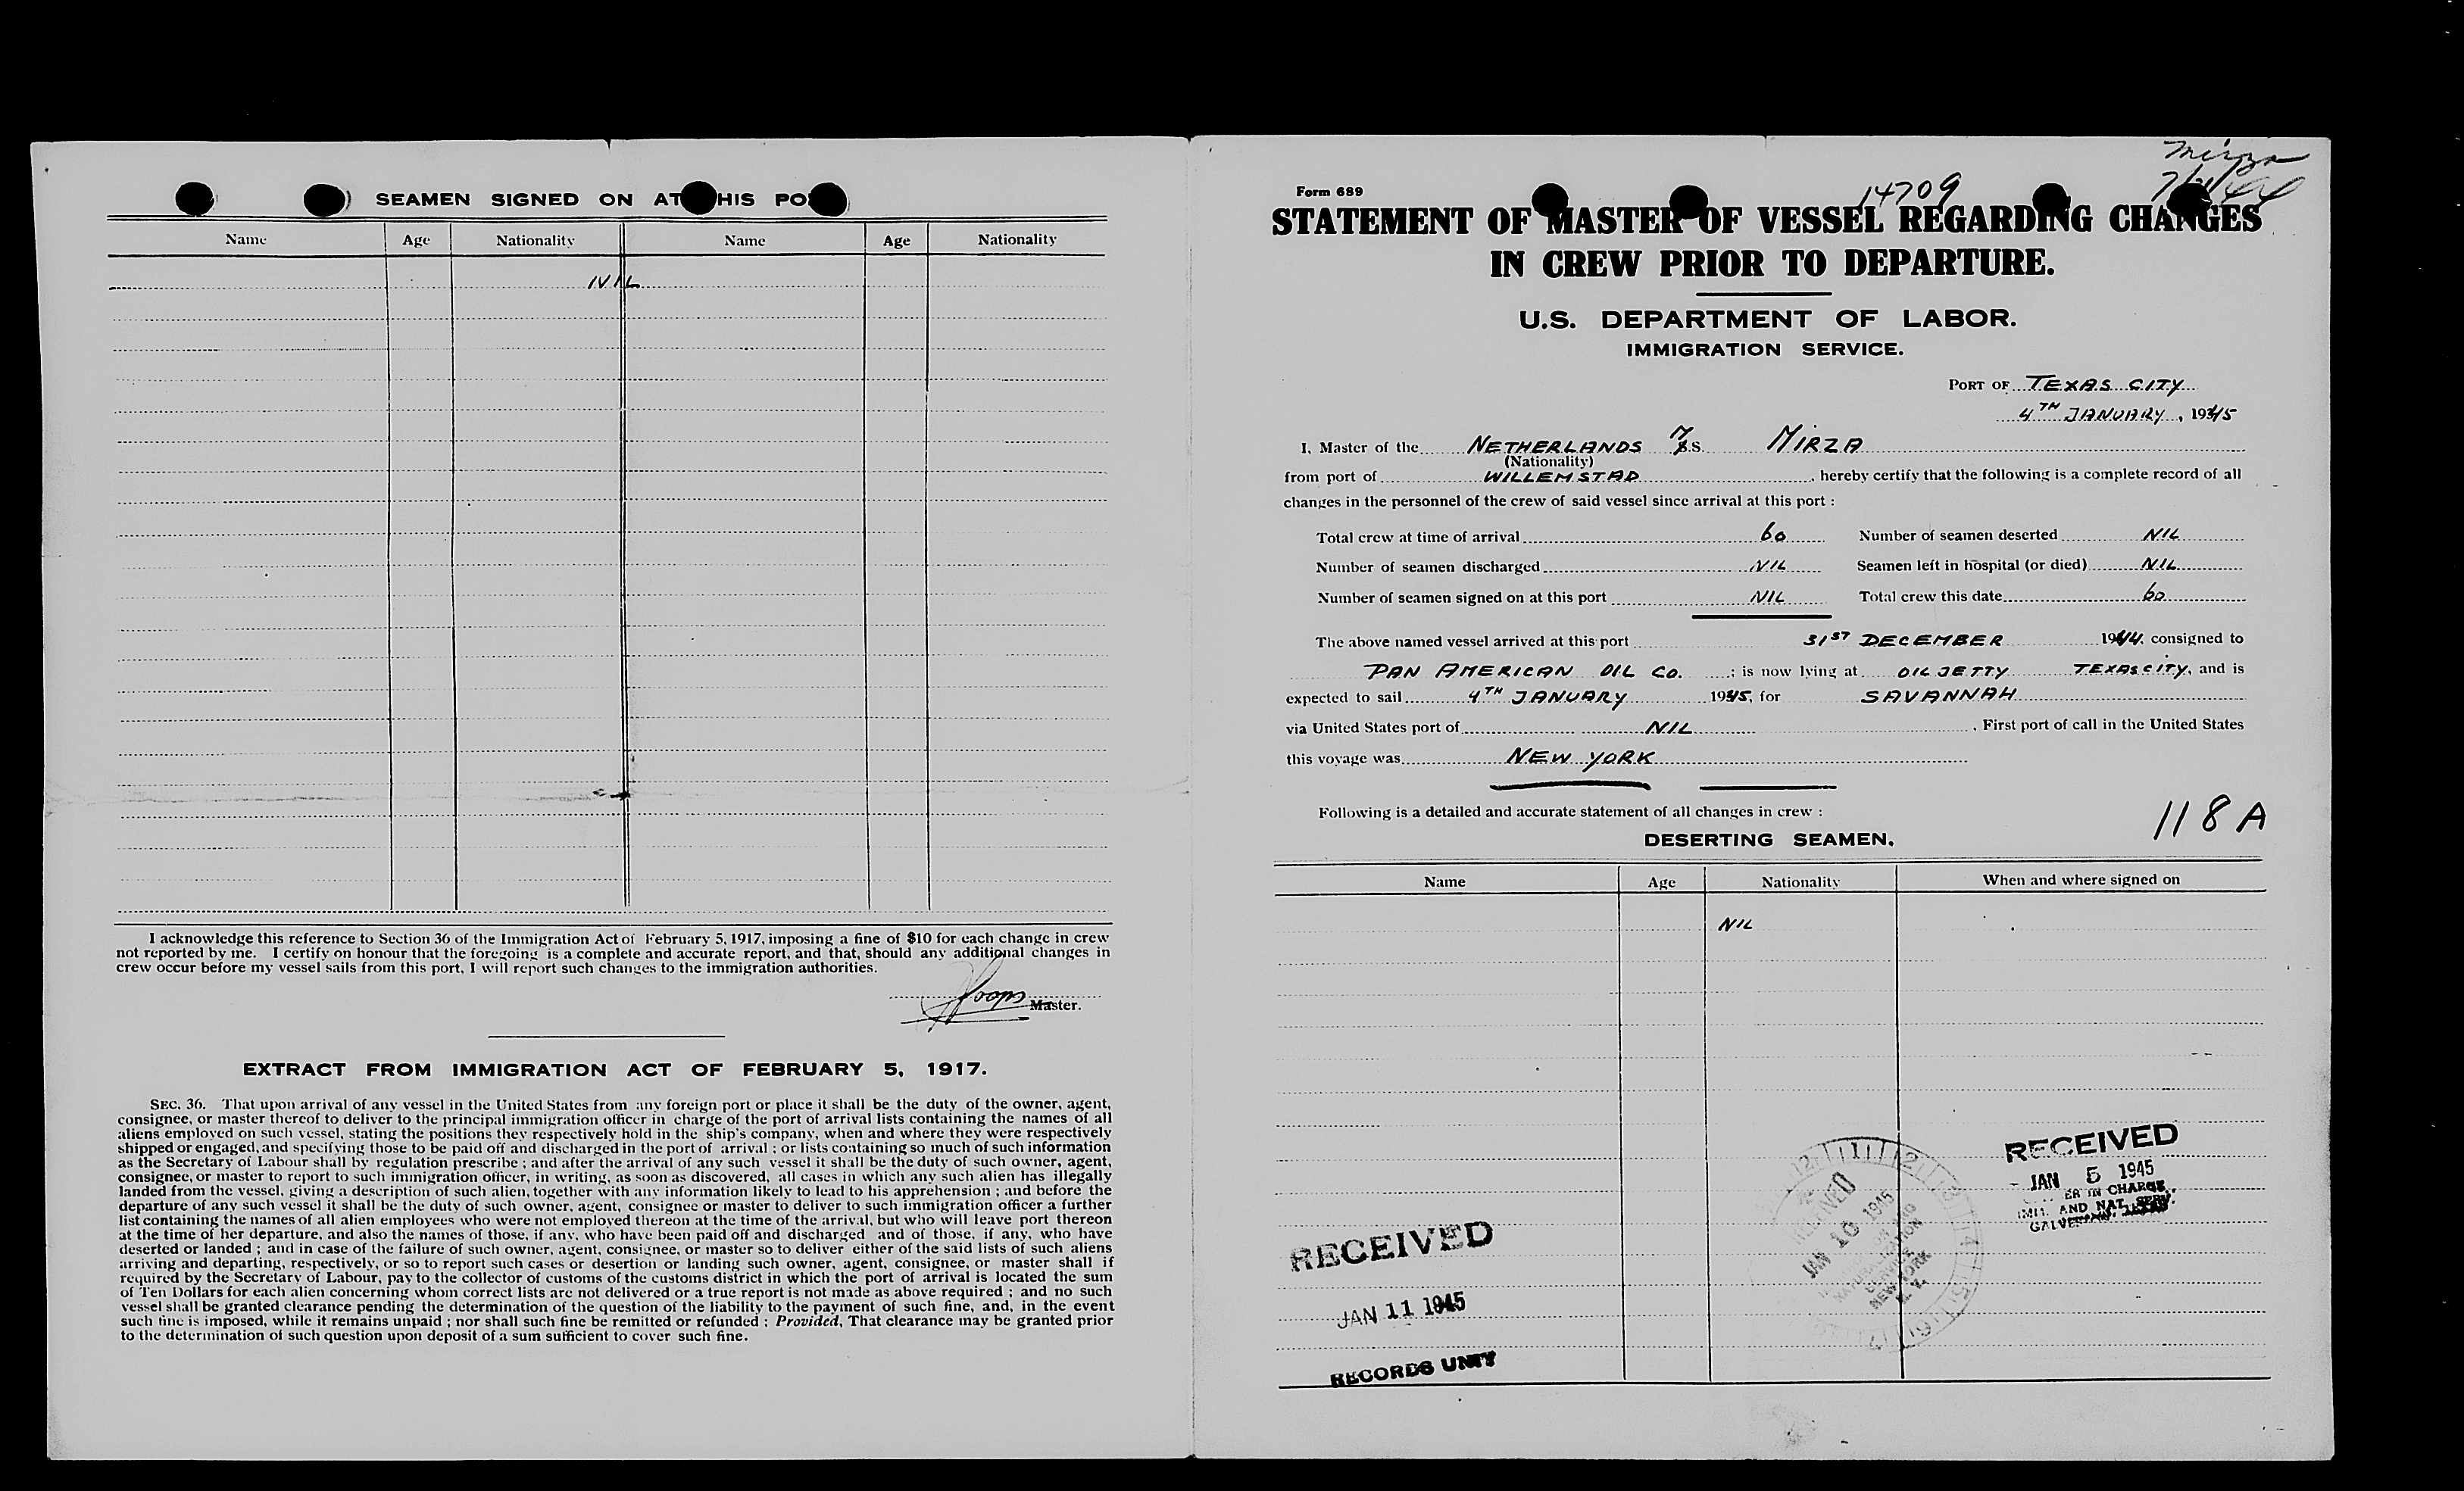 SEAMEN SIGNED ON AT HIS PO
Name Age Nationality Name Age Nationality
NIL
I acknowledge this reference to Section 36 of the Immigration Act of February 5, 1917, imposing a fine of $10 for each change in crew
not reported by me. I certify on honour that the foregoing is a complete and accurate report, and that, should any additional changes in
crew occur before my vessel sails from this port, I will report such changes to the immigration authorities.
Master.
EXTRACT FROM IMMIGRATION ACT OF FEBRUARY 5, 1917.
SEC. 36. That upon arrival of any vessel in the United States from any foreign port or place it shall be the duty of the owner, agent,
consignee, or master thereof to deliver to the principal immigration officer in charge of the port of arrival lists containing the names of all
aliens employed on such vessel, stating the positions they respectively hold in the ship's company, when and where they were respectively
shipped or engaged, and specifying those to be paid off and discharged in the port of arrival ; or lists containing so much of such information
as the Secretary of Labour shall by regulation prescribe ; and after the arrival of any such vessel it shall be the duty of such owner, agent,
consignee, or master to report to such immigration officer, in writing, as soon as discovered, all cases in which any such alien has illegally
landed from the vessel, giving a description of such alien, together with any information likely to lead to his apprehension ; and before the
departure of any such vessel it shall be the duty of such owner, agent, consignee or master to deliver to such immigration officer a further
list containing the names of all alien employees who were not employed thereon at the time of the arrival, but who will leave port thereon
at the time of her departure, and also the names of those, if any, who have been paid off and discharged and of those, if any, who have
deserted or landed ; and in case of the failure of such owner, agent, consignee, or master so to deliver either of the said lists of such aliens
arriving and departing, respectively, or so to report such cases or desertion or landing such owner, agent, consignee, or master shall if
required by the Secretary of Labour, pay to the collector of customs of the customs district in which the port of arrival is located the sum
of Ten Dollars for each alien concerning whom correct lists are not delivered or a true report is not made as above required ; and no such
vessel shall be granted clearance pending the determination of the question of the liability to the payment of such fine, and, in the event
such fine is imposed, while it remains unpaid ; nor shall such fine be remitted or refunded : Provided, That clearance may be granted prior
to the determination of such question upon deposit of a sum sufficient to cover such fine.
Mirza
Form 689 14709
STATEMENT OF MASTER OF VESSEL REGARDING CHANGES
IN CREW PRIOR TO DEPARTURE.
U.S. DEPARTMENT OF LABOR.
IMMIGRATION SERVICE.
PORT OF TEXAS CITY
4TH JANUARY, 1945
I, Master of the NETHERLANDS M.S. MIRZA
(Nationality)
from port of WILLEMSTAD, hereby certify that the following is a complete record of all
changes in the personnel of the crew of said vessel since arrival at this port :
Total crew at time of arrival 60 Number of seamen deserted NIL
Number of seamen discharged NIL Seamen left in hospital (or died) NIL
Number of seamen signed on at this port NIL Total crew this date 60
The above named vessel arrived at this port 31ST DECEMBER 1944, consigned to
PAN AMERICAN OIL CO. ; is now lying at OIL JETTY TEXAS CITY, and is
expected to sail 4TH JANUARY 1945, for SAVANNAH
via United States port of NIL. First port of call in the United States
this voyage was NEW YORK
Following is a detailed and accurate statement of all changes in crew :
118A
DESERTING SEAMEN.
Name Age Nationality When and where signed on
NIL
RECEIVED
JAN 5 1945
IN CHARGE
IMM. AND NAT. SERV.
GALVESTON, TEXAS
JAN 10 1945
NEW YORK
N. Y.
RECEIVED
JAN 11 1945
RECORDS UNIT